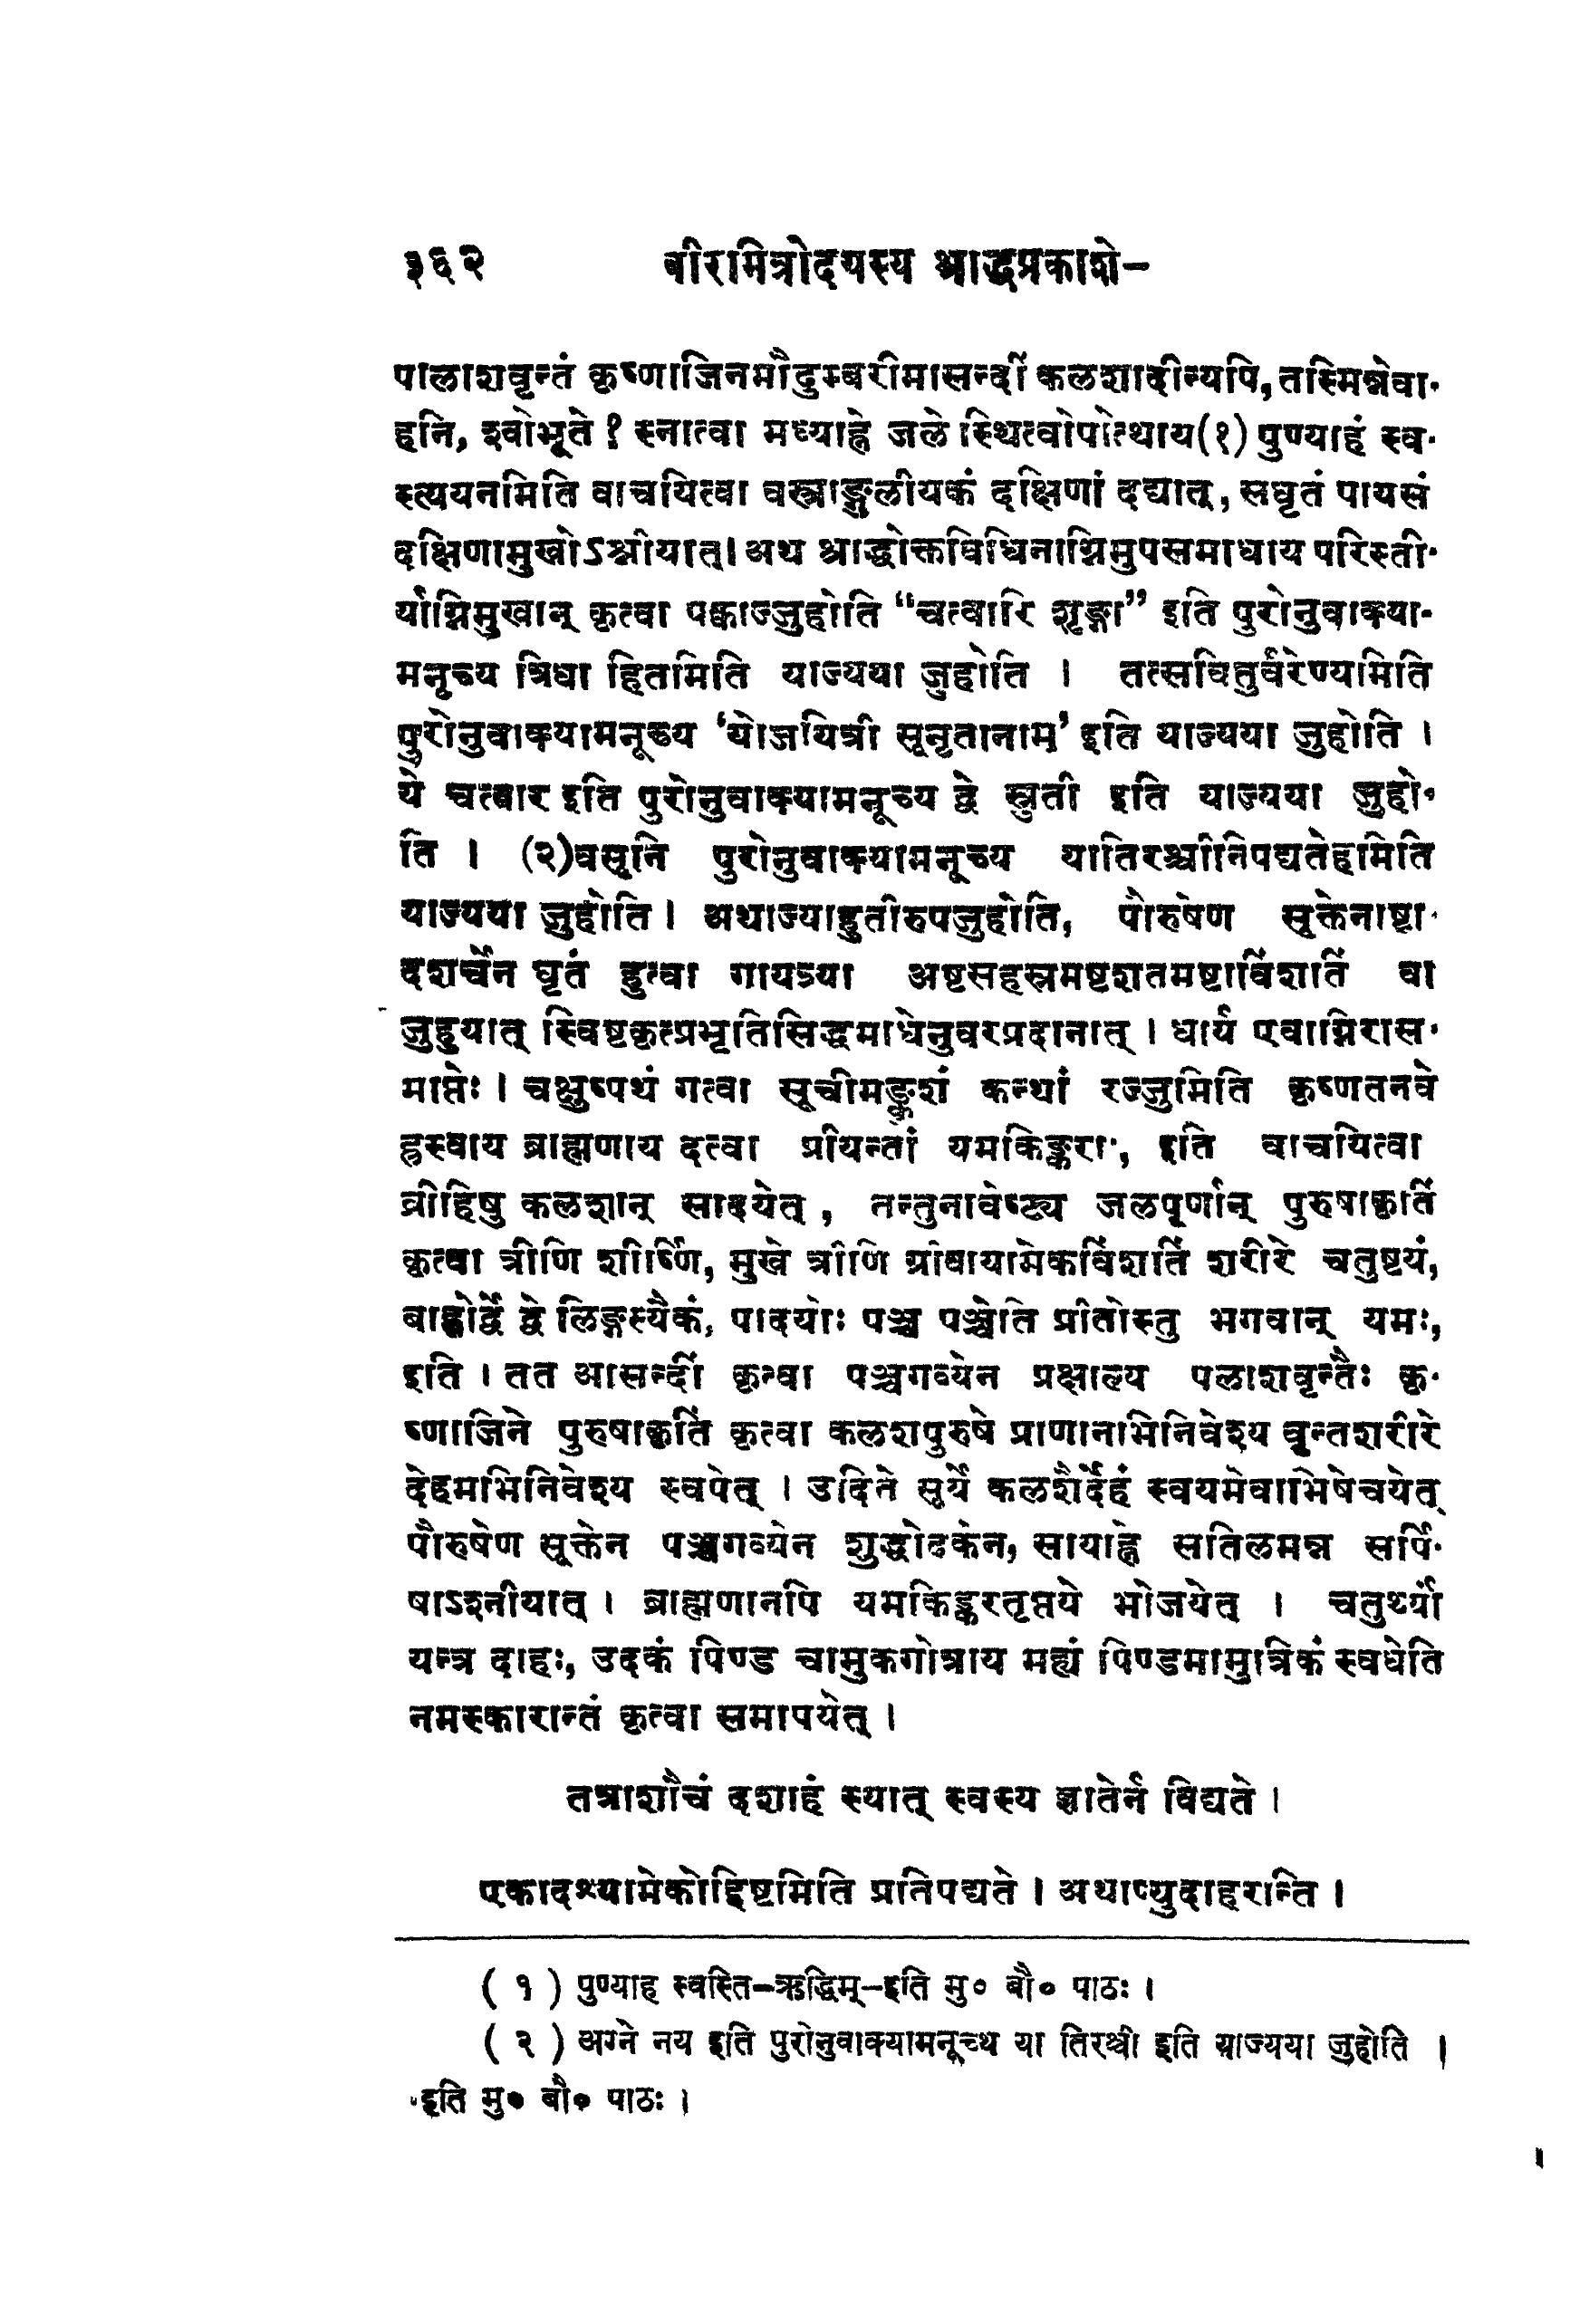 ३६२ वीरमित्रोदयस्य श्राद्धप्रकाशे-
पालाशवृन्तं कृष्णाजिनमौदुम्बरीमासन्दीं कलशादीन्यपि, तस्मिन्नेवा-
हनि, श्वोभूते ? स्नात्वा मध्याह्ने जले स्थित्वोपोत्थाय(१) पुण्याहं स्व-
स्त्ययनमिति वाचयित्वा वस्त्राङ्गुलीयकं दक्षिणां दद्यात्, सघृतं पायसं
दक्षिणामुखोऽश्नीयात्। अथ श्राद्धोक्तविधिनाग्निमुपसमाधाय परिस्ती-
र्याग्निमुखान् कृत्वा पक्वाज्जुहोति “चत्वारि शृङ्गा” इति पुरोनुवाक्या-
मनूच्य त्रिधा हितमिति याज्यया जुहोति । तत्सवितुर्वरेण्यमिति
पुरोनुवाक्यामनूच्य ‘योजयित्री सूनृतानाम्’ इति याज्यया जुहोति ।
ये चत्वार इति पुरोनुवाक्यामनूच्य द्वे स्रुती इति याज्यया जुहो-
ति । (२)वसूनि पुरोनुवाक्यामनूच्य यातिरश्चीनिपद्यतेहमिति
याज्यया जुहोति । अथाज्याहुतीरुपजुहोति, पौरुषेण सूक्तेनाष्टा-
दशर्चेन घृतं हुत्वा गायत्र्या अष्टसहस्रमष्टशतमष्टाविंशतिं वा
जुहुयात् स्विष्टकृत्प्रभृतिसिद्धमाधेनुवरप्रदानात् । धार्य एवाग्निरास-
माप्तेः । चक्षुष्पथं गत्वा सूचीमङ्कुशं कन्थां रज्जुमिति कृष्णतनवे
ह्रस्वाय ब्राह्मणाय दत्वा प्रीयन्तां यमकिङ्करा:, इति वाचयित्वा
व्रीहिषु कलशान् सादयेत् , तन्तुनावेष्ट्य जलपूर्णान् पुरुषाकृतिं
कृत्वा त्रीणि शीर्ष्णि, मुखे त्रीणि ग्रीवायामेकविंशतिं शरीरे चतुष्टयं,
बाह्वोर्द्वे द्वे लिङ्गस्यैकं, पादयोः पञ्च पञ्चेति प्रीतोस्तु भगवान् यमः,
इति । तत आसन्दीं कृत्वा पञ्चगव्येन प्रक्षाल्य पलाशवृन्तैः कृ-
ष्णाजिने पुरुषाकृतिं कृत्वा कलशपुरुषे प्राणानाभिनिवेश्य वृन्तशरीरे
देहमभिनिवेश्य स्वपेत् । उदिते सूर्ये कलशैर्देहं स्वयमेवाभिषेचयेत्
पौरुषेण सूक्तेन पञ्चगव्येन शुद्धोदकेन, सायाह्ने सतिलमन्न सर्पि-
षाऽश्नीयात् । ब्राह्मणानपि यमकिङ्करतृप्तये भोजयेत् । चतुर्थ्यां
यन्त्र दाहः, उदकं पिण्ड चामुकगोत्राय मह्यं पिण्डमामुत्रिकं स्वधेति
नमस्कारान्तं कृत्वा समापयेत् ।
तत्राशौचं दशाहं स्यात् स्वस्य ज्ञातेर्न विद्यते ।
एकादश्यामेकोद्दिष्टमिति प्रतिपद्यते । अथाप्युदाहरन्ति ।
( १ ) पुण्याह स्वस्ति-ऋद्धिम्-इति मु० बौ० पाठः ।
( २ ) अग्ने नय इति पुरोनुवाक्यामनूच्य या तिरश्ची इति याज्यया जुहोति ।
इति मु० बौ० पाठः ।